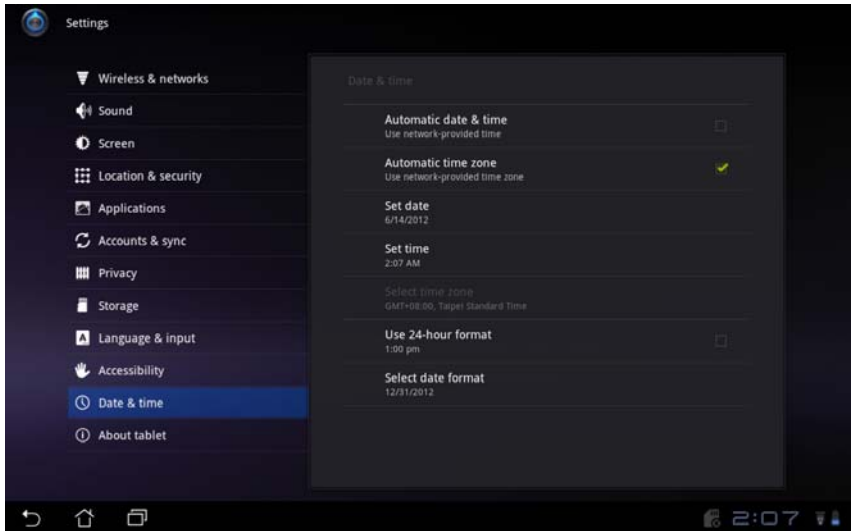 Settings
Wireless & networks
Sound
Screen
Location & security
Applications
Accounts & sync
Privacy
Storage
Language & input
Accessibility
Date & time
About tablet
Date & time
Automatic date & time
Use network-provided time
Automatic time zone
Use network-provided time zone
Set date
6/14/2012
Set time
2:07 AM
Select time zone
GMT+08:00, Taipei Standard Time
Use 24-hour format
1:00 pm
Select date format
12/31/2012
2:07